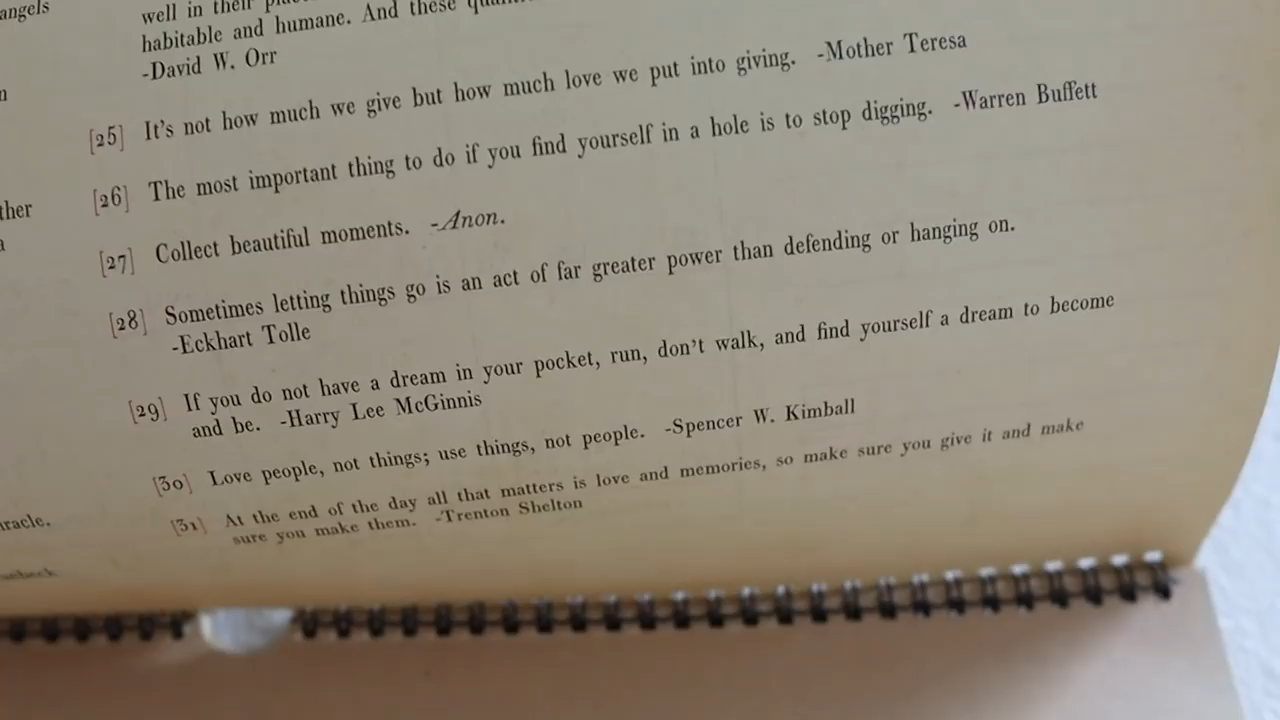 angels
well in their
habitable and humane. And these
-David W. Orr
[25] It's not how much we give but how much love we put into giving. -Mother Teresa
[26] The most important thing to do if you find yourself in a hole is to stop digging. -Warren Buffett
[27] Collect beautiful moments. -Anon.
[28] Sometimes letting things go is an act of far greater power than defending or hanging on.
-Eckhart Tolle
[29] If you do not have a dream in your pocket, run, don't walk, and find yourself a dream to become
and be. -Harry Lee McGinnis
[30] Love people, not things; use things, not people. -Spencer W. Kimball
[31] At the end of the day all that matters is love and memories, so make sure you give it and make
sure you make them. -Trenton Shelton